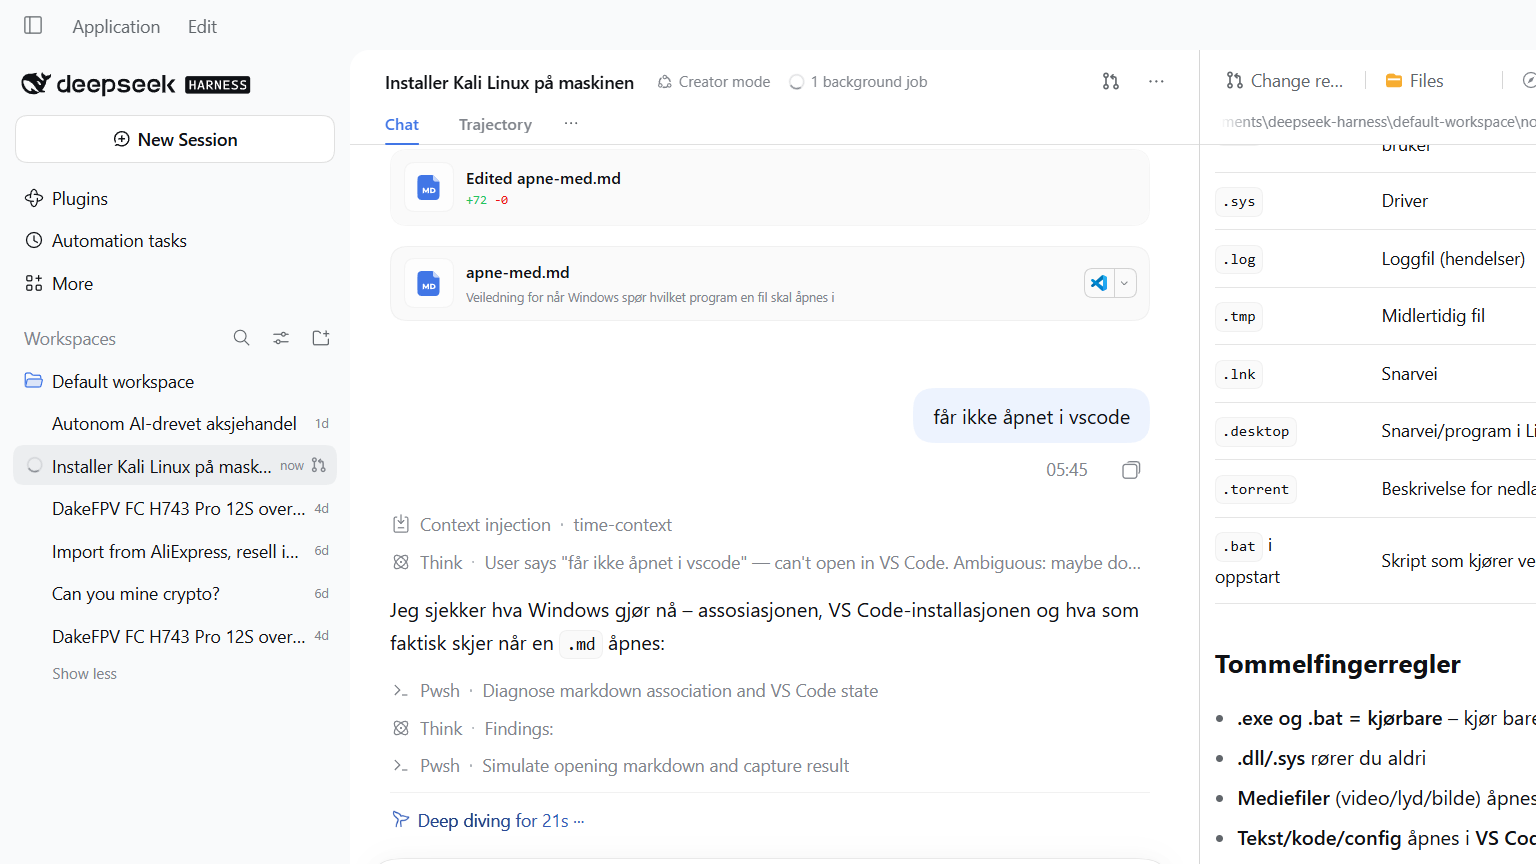 Application Edit
deepseek HARNESS
New Session
Plugins
Automation tasks
More
Workspaces
Default workspace
Autonom AI-drevet aksjehandel 1d
Installer Kali Linux på mask... now
DakeFPV FC H743 Pro 12S over... 4d
Import from AliExpress, resell i... 6d
Can you mine crypto? 6d
DakeFPV FC H743 Pro 12S over... 4d
Show less
Installer Kali Linux på maskinen Creator mode 1 background job
Chat Trajectory ...
MD Edited apne-med.md
+72 -0
MD apne-med.md
Veiledning for når Windows spør hvilket program en fil skal åpnes i
får ikke åpnet i vscode
05:45
Context injection · time-context
Think · User says "får ikke åpnet i vscode" — can't open in VS Code. Ambiguous: maybe do...
Jeg sjekker hva Windows gjør nå – assosiasjonen, VS Code-installasjonen og hva som
faktisk skjer når en .md åpnes:
Pwsh · Diagnose markdown association and VS Code state
Think · Findings:
Pwsh · Simulate opening markdown and capture result
Deep diving for 21s ...
Change re... Files
ments\deepseek-harness\default-workspace\no
bruker
.sys Driver
.log Loggfil (hendelser)
.tmp Midlertidig fil
.lnk Snarvei
.desktop Snarvei/program i Li
.torrent Beskrivelse for nedla
.bat i
oppstart Skript som kjører ve
Tommelfingerregler
• .exe og .bat = kjørbare – kjør bare
• .dll/.sys rører du aldri
• Mediefiler (video/lyd/bilde) åpnes
• Tekst/kode/config åpnes i VS Cod